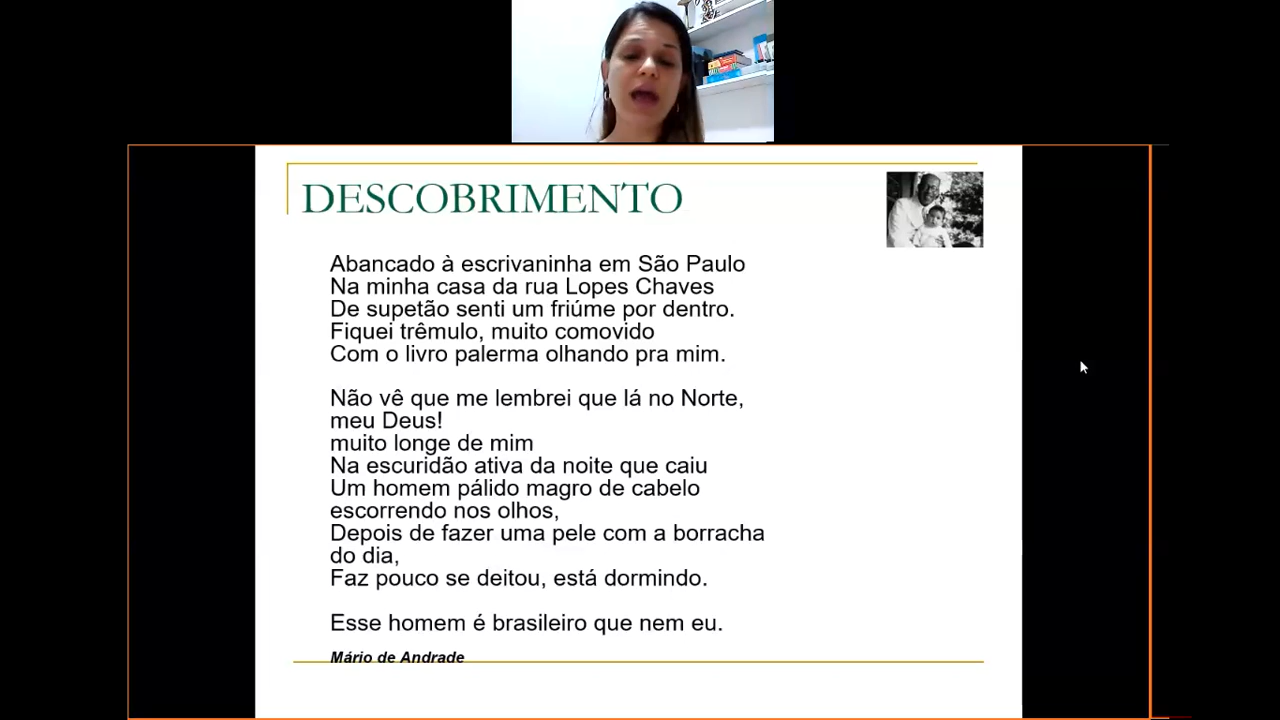 DESCOBRIMENTO
Abancado à escrivaninha em São Paulo
Na minha casa da rua Lopes Chaves
De supetão senti um friúme por dentro.
Fiquei trêmulo, muito comovido
Com o livro palerma olhando pra mim.
Não vê que me lembrei que lá no Norte,
meu Deus!
muito longe de mim
Na escuridão ativa da noite que caiu
Um homem pálido magro de cabelo
escorrendo nos olhos,
Depois de fazer uma pele com a borracha
do dia,
Faz pouco se deitou, está dormindo.
Esse homem é brasileiro que nem eu.
Mário de Andrade